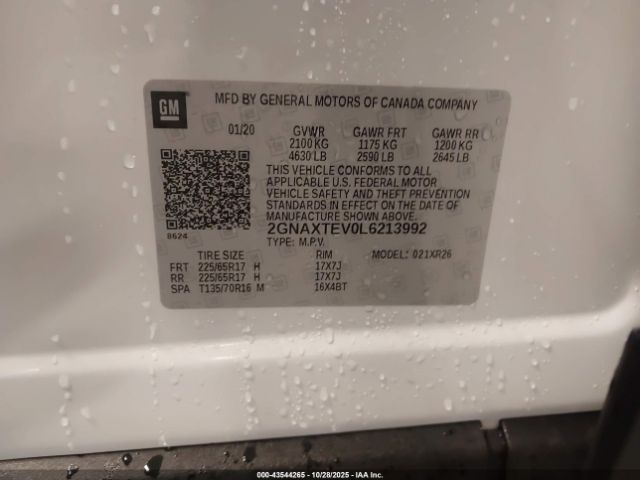 GM
MFD BY GENERAL MOTORS OF CANADA COMPANY
01/20 GVWR GAWR FRT GAWR RR
2100 KG 1175 KG 1200 KG
4630 LB 2590 LB 2645 LB
THIS VEHICLE CONFORMS TO ALL
APPLICABLE U.S. FEDERAL MOTOR
VEHICLE SAFETY AND THEFT PREVENTION
STANDARDS IN EFFECT ON THE DATE OF
MANUFACTURE SHOWN ABOVE.
8624
2GNAXTEV0L6213992
TYPE: M.P.V. MODEL: 021XR26
TIRE SIZE RIM
FRT 225/65R17 H 17X7J
RR 225/65R17 H 17X7J
SPA T135/70R16 M 16X4BT
000-43544265 | 10/28/2025 | IAA Inc.